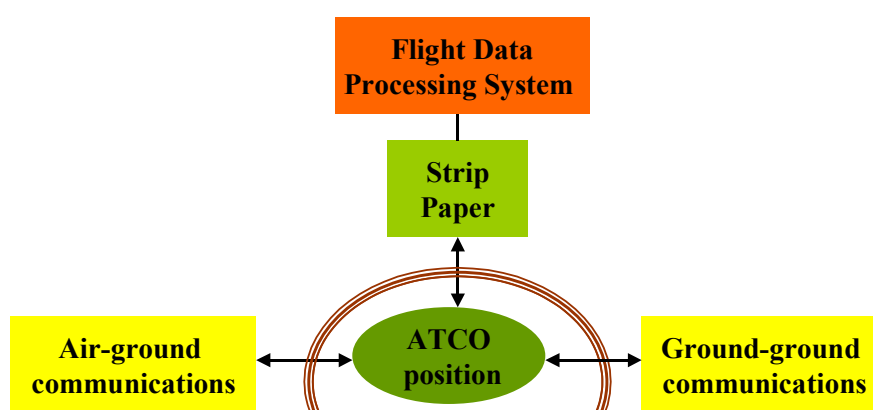 Flight Data
Processing System
Strip
Paper
Air-ground
communications
ATCO
position
Ground-ground
communications